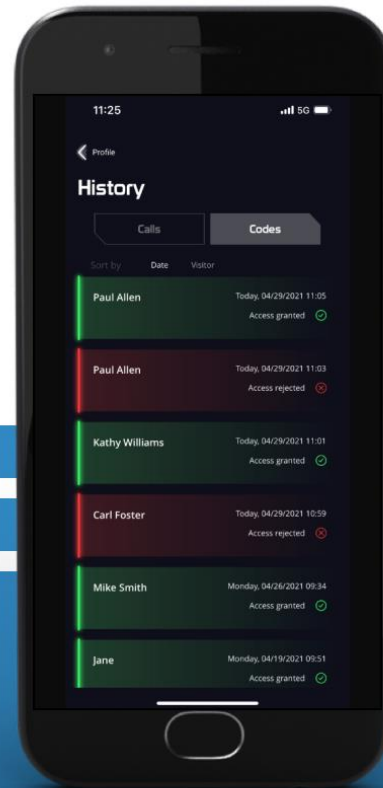 11:25 5G
Profile
History
Calls Codes
Sort by Date Visitor
Paul Allen Today, 04/29/2021 11:05
Access granted
Paul Allen Today, 04/29/2021 11:03
Access rejected
Kathy Williams Today, 04/29/2021 11:01
Access granted
Carl Foster Today, 04/29/2021 10:59
Access rejected
Mike Smith Monday, 04/26/2021 09:34
Access granted
Jane Monday, 04/19/2021 09:51
Access granted